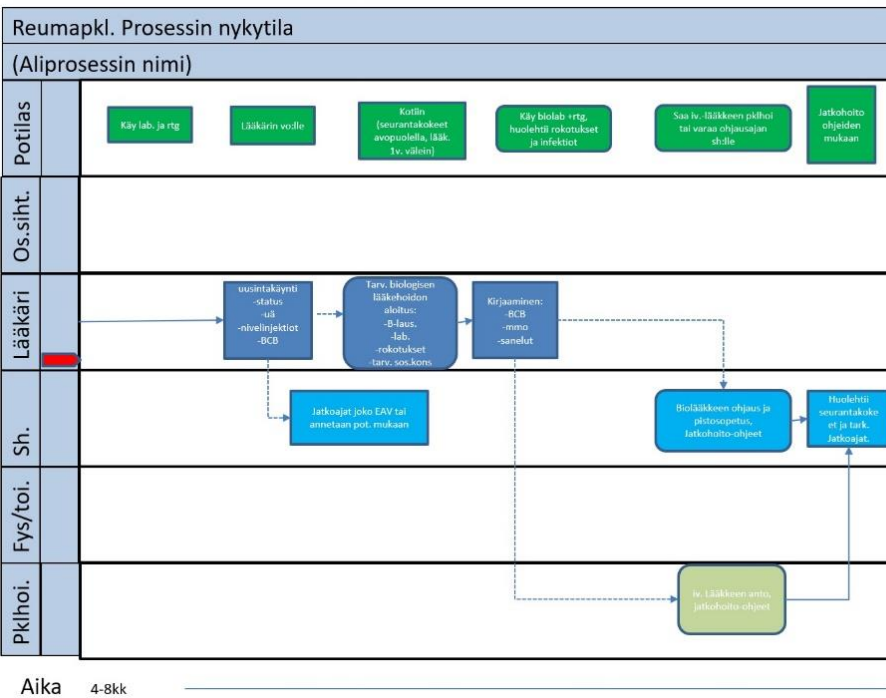 Reumapkl. Prosessin nykytila
(Aliprosessin nimi)
Potilas
Käy lab. ja rtg
Lääkärin vo:lle
Kotiin
(seurantakokeet
avopuolella, lääk.
1v. välein)
Käy biolab +rtg,
huolehtii rokotukset
ja infektiot
Saa iv.-lääkkeen pklhoi
tai varaa ohjausajan
sh:lle
Jatkohoito
ohjeiden
mukaan
Os.siht.
Lääkäri
uusintakäynti
-status
-uä
-nivelinjektiot
-BCB
Tarv. biologisen
lääkehoidon
aloitus:
-B-laus.
-lab.
-rokotukset
-tarv. sos.kons
Kirjaaminen:
-BCB
-mmo
-sanelut
Sh.
Jatkoajat joko EAV tai
annetaan pot. mukaan
Biolääkkeen ohjaus ja
pistosopetus,
Jatkohoito-ohjeet
Huolehtii
seurantakoke
et ja tark.
Jatkoajat.
Fys/toi.
Pklhoi.
iv. Lääkkeen anto,
jatkohoito-ohjeet
Aika 4-8kk